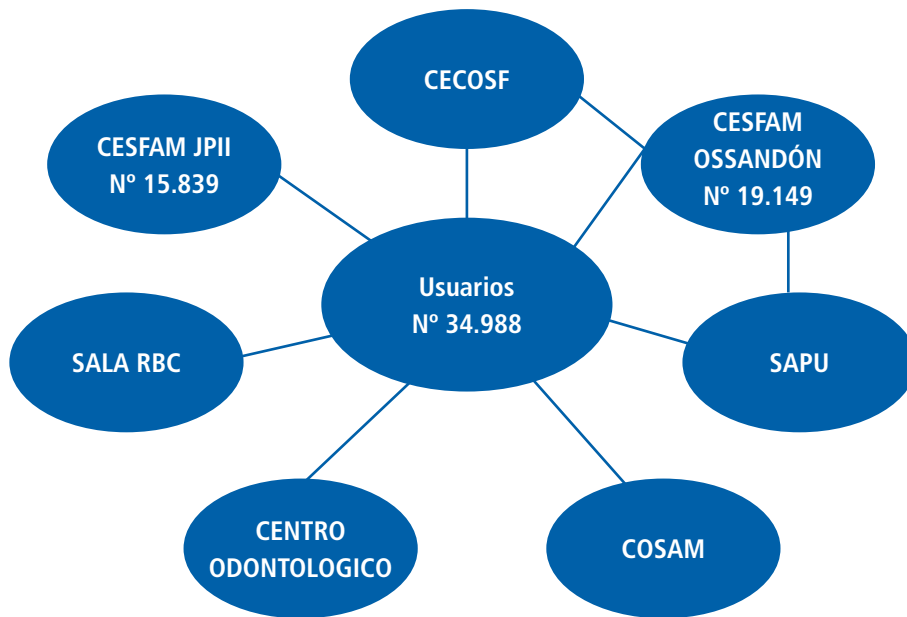 CECOSF
CESFAM JPII
Nº 15.839
CESFAM
OSSANDÓN
Nº 19.149
Usuarios
Nº 34.988
SALA RBC
SAPU
CENTRO
ODONTOLOGICO
COSAM